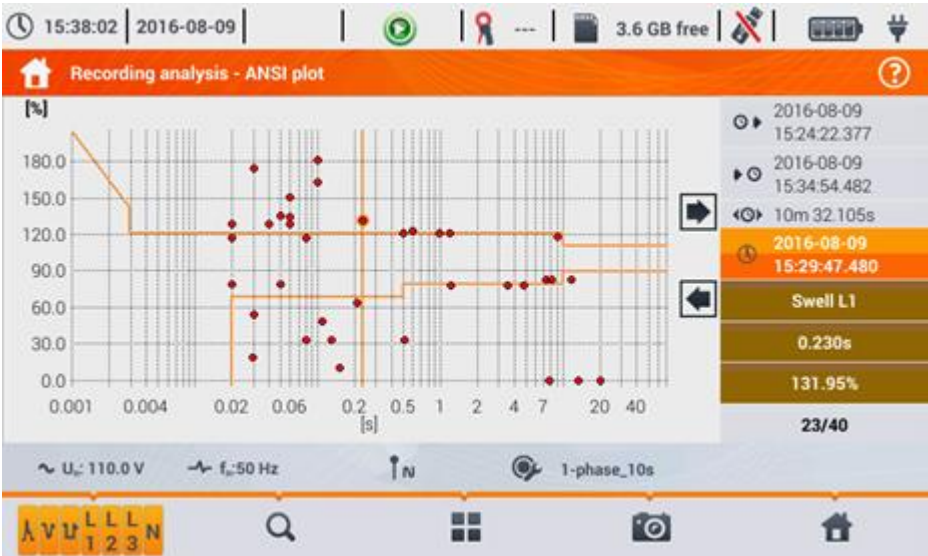 15:38:02 2016-08-09 --- 3.6 GB free
Recording analysis - ANSI plot ?
[%]
180.0
150.0
120.0
90.0
60.0
30.0
0.0
0.001 0.004 0.02 0.06 0.2 0.5 1 2 4 7 20 40
[s]
2016-08-09
15:24:22.377
2016-08-09
15:34:54.482
10m 32.105s
2016-08-09
15:29:47.480
Swell L1
0.230s
131.95%
23/40
Uₙ: 110.0 V fₙ:50 Hz N 1-phase_10s
L L L N
1 2 3